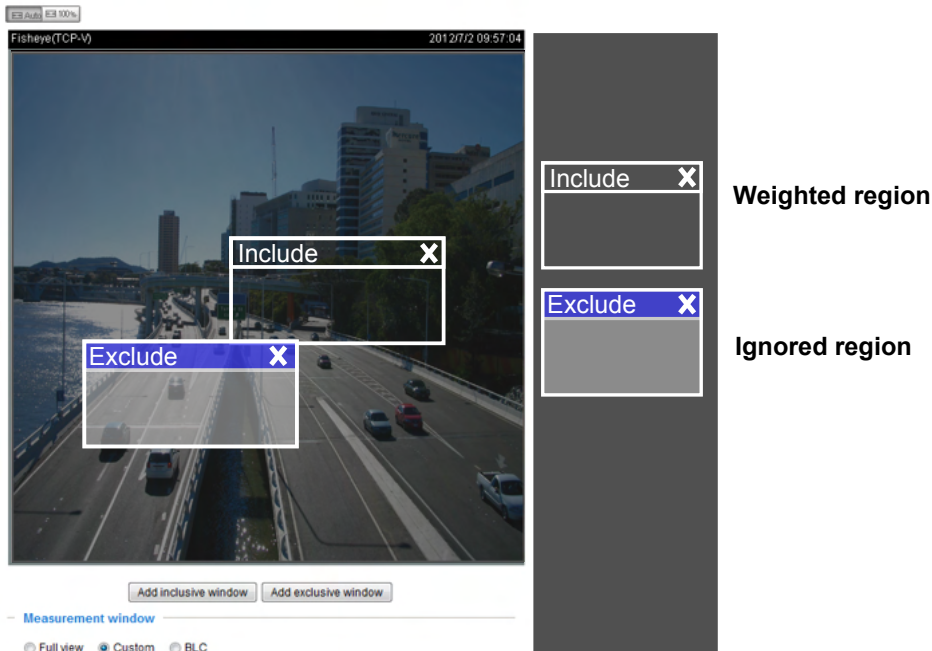 Auto 100%
Fisheye(TCP-V) 2012/7/2 09:57:04
Include X
Weighted region
Include X
Exclude X
Ignored region
Exclude X
Add inclusive window Add exclusive window
Measurement window
Full view Custom BLC